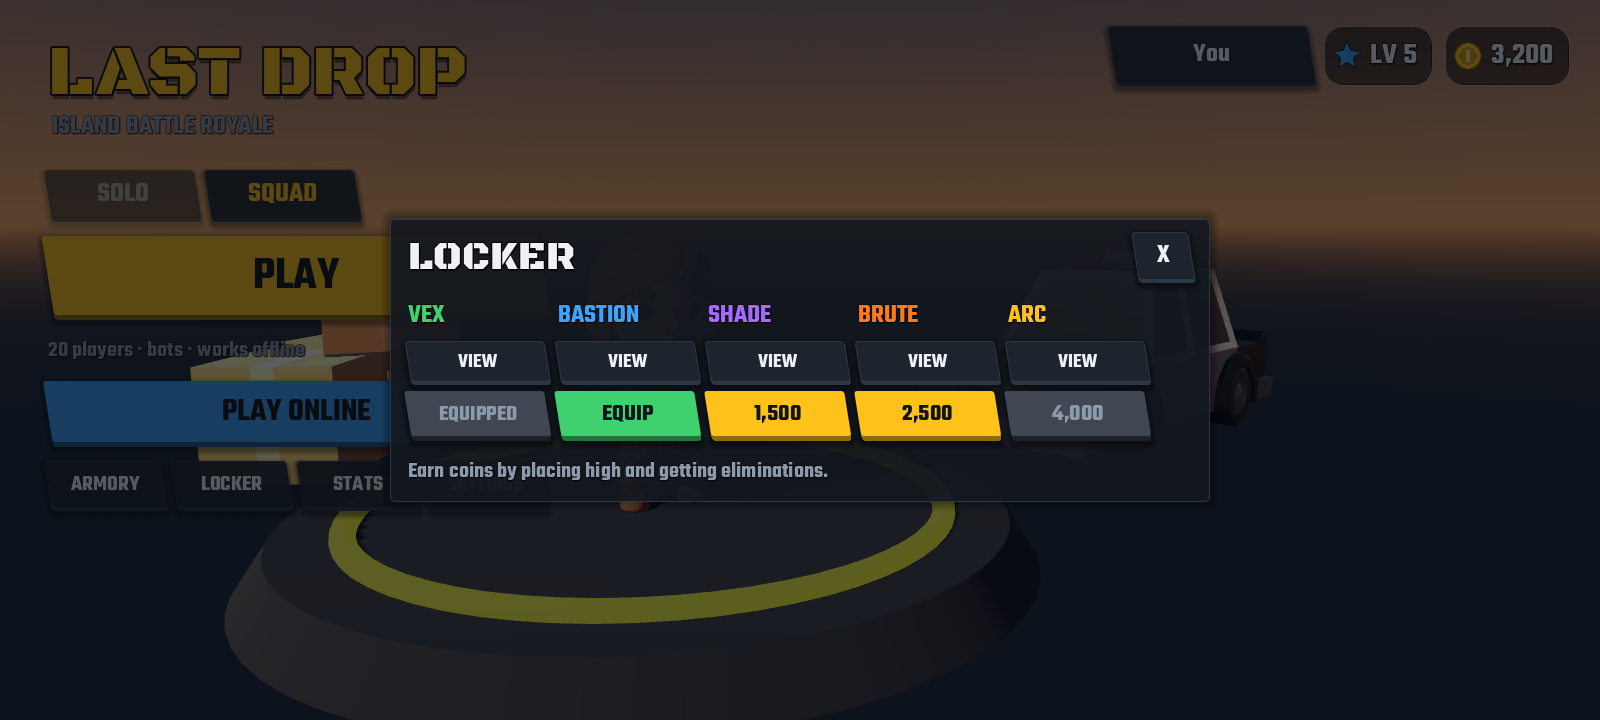 LAST DROP
ISLAND BATTLE ROYALE
You
LV 5
3,200
SOLO
SQUAD
PLAY
20 players · bots · works offline
PLAY ONLINE
ARMORY
LOCKER
STATS
SETTINGS
LOCKER
X
VEX
BASTION
SHADE
BRUTE
ARC
VIEW
VIEW
VIEW
VIEW
VIEW
EQUIPPED
EQUIP
1,500
2,500
4,000
Earn coins by placing high and getting eliminations.